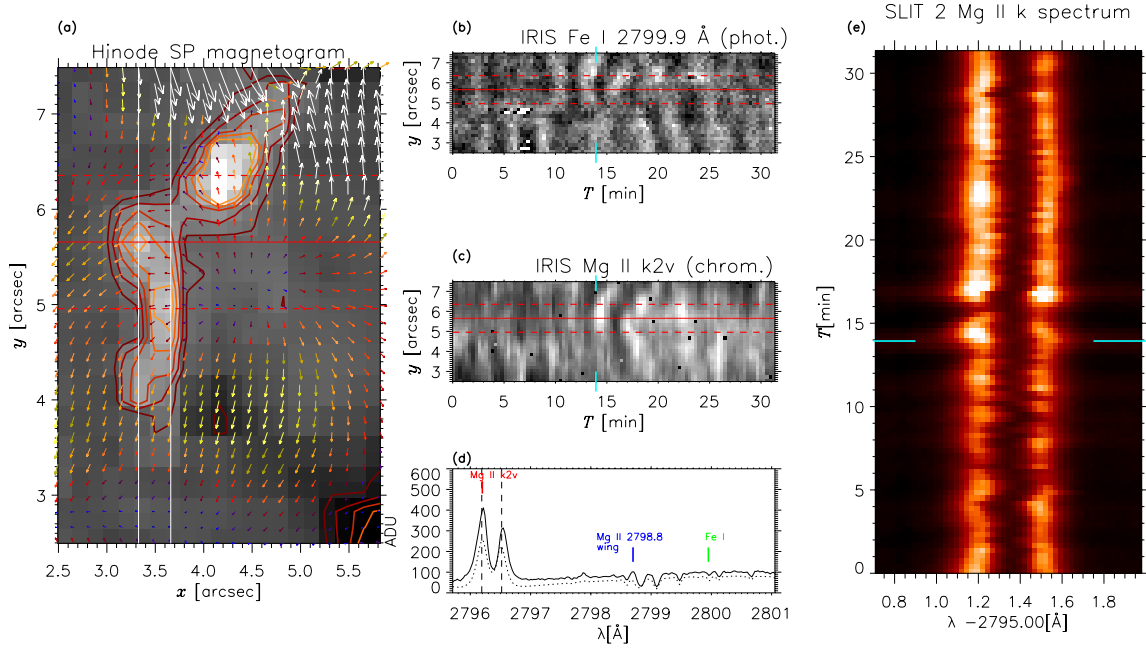 (a)
Hinode SP magnetogram
y [arcsec]
7
6
5
4
3
2.5 3.0 3.5 4.0 4.5 5.0 5.5
x [arcsec]
(b)
IRIS Fe I 2799.9 Å (phot.)
y [arcsec]
7
6
5
4
3
0 5 10 15 20 25 30
T [min]
(c)
IRIS Mg II k2v (chrom.)
y [arcsec]
7
6
5
4
3
0 5 10 15 20 25 30
T [min]
(d)
ADU
600
500
400
300
200
100
0
Mg II k2v
Mg II 2798.8
wing
Fe I
2796 2797 2798 2799 2800 2801
λ[Å]
(e)
SLIT 2 Mg II k spectrum
T[min]
30
25
20
15
10
5
0
0.8 1.0 1.2 1.4 1.6 1.8
λ -2795.00[Å]